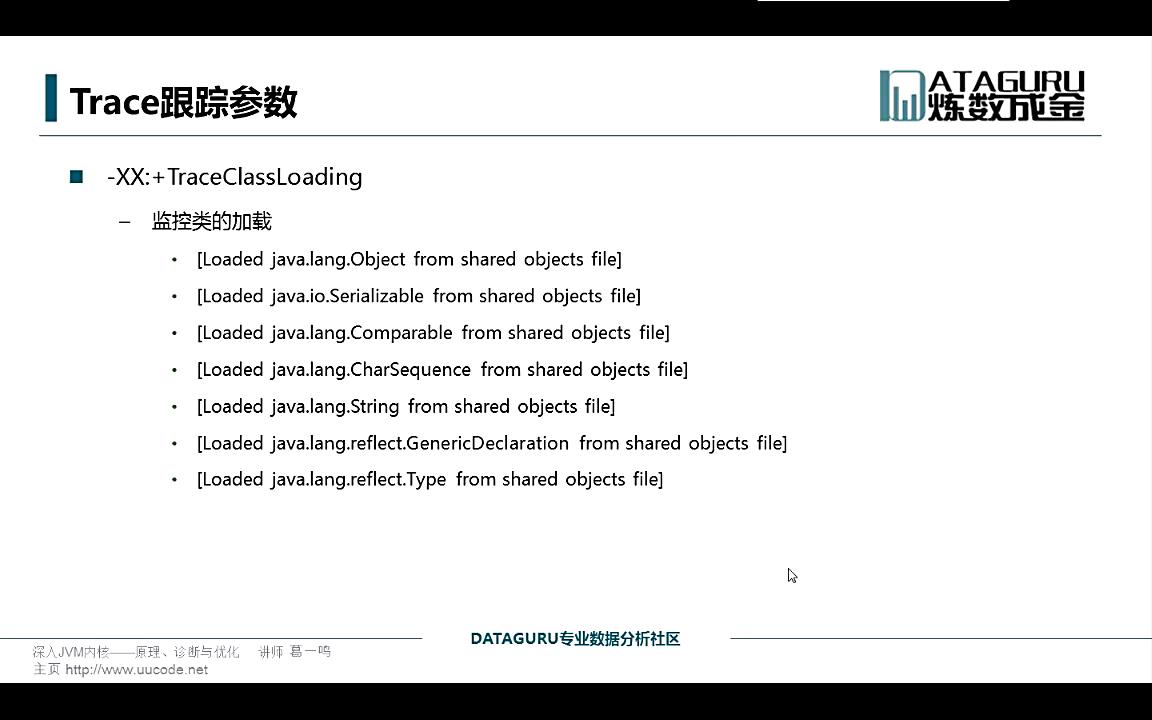 Trace跟踪参数
DATAGURU
炼数成金
-XX:+TraceClassLoading
– 监控类的加载
• [Loaded java.lang.Object from shared objects file]
• [Loaded java.io.Serializable from shared objects file]
• [Loaded java.lang.Comparable from shared objects file]
• [Loaded java.lang.CharSequence from shared objects file]
• [Loaded java.lang.String from shared objects file]
• [Loaded java.lang.reflect.GenericDeclaration from shared objects file]
• [Loaded java.lang.reflect.Type from shared objects file]
DATAGURU专业数据分析社区
深入JVM内核——原理、诊断与优化 讲师 葛一鸣
主页 http://www.uucode.net